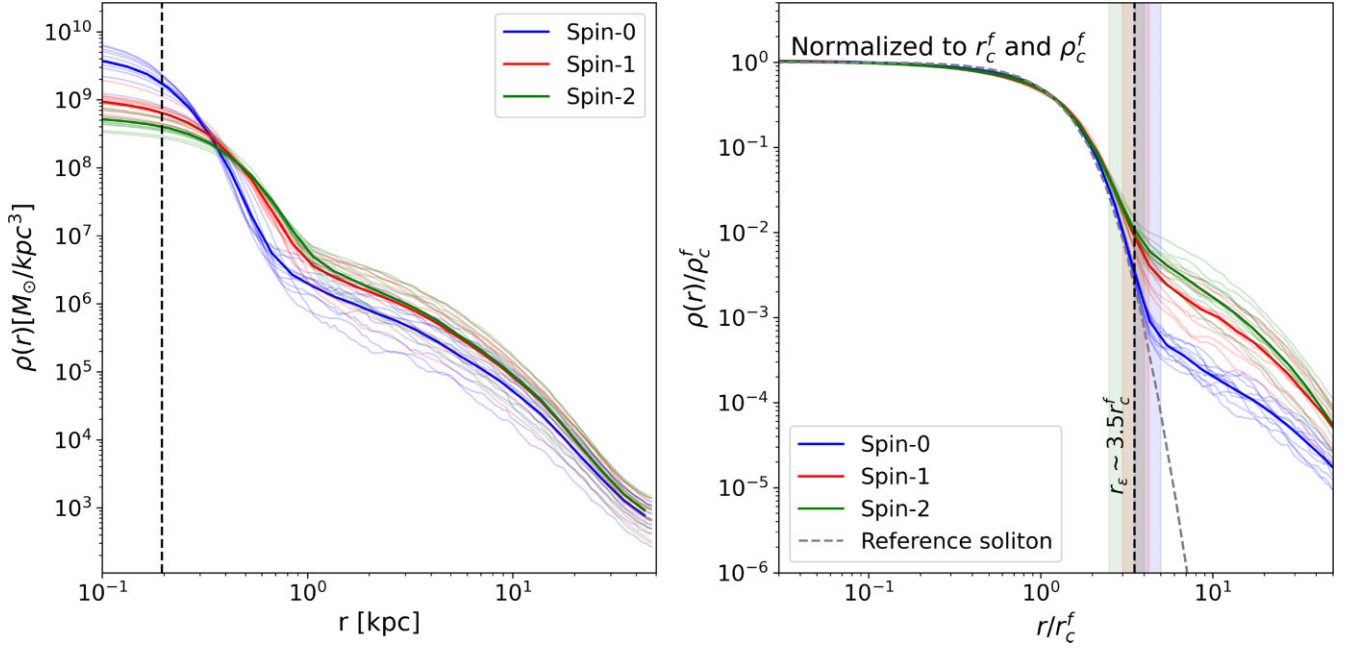 10^10
10^9
10^8
10^7
10^6
10^5
10^4
10^3
ρ(r)[M_⊙/kpc^3]
Spin-0
Spin-1
Spin-2
10^-1
10^0
10^1
r [kpc]
Normalized to r_c^f and ρ_c^f
10^0
10^-1
10^-2
10^-3
10^-4
10^-5
10^-6
ρ(r)/ρ_c^f
r_ε ~ 3.5r_c^f
Spin-0
Spin-1
Spin-2
Reference soliton
10^-1
10^0
10^1
r/r_c^f